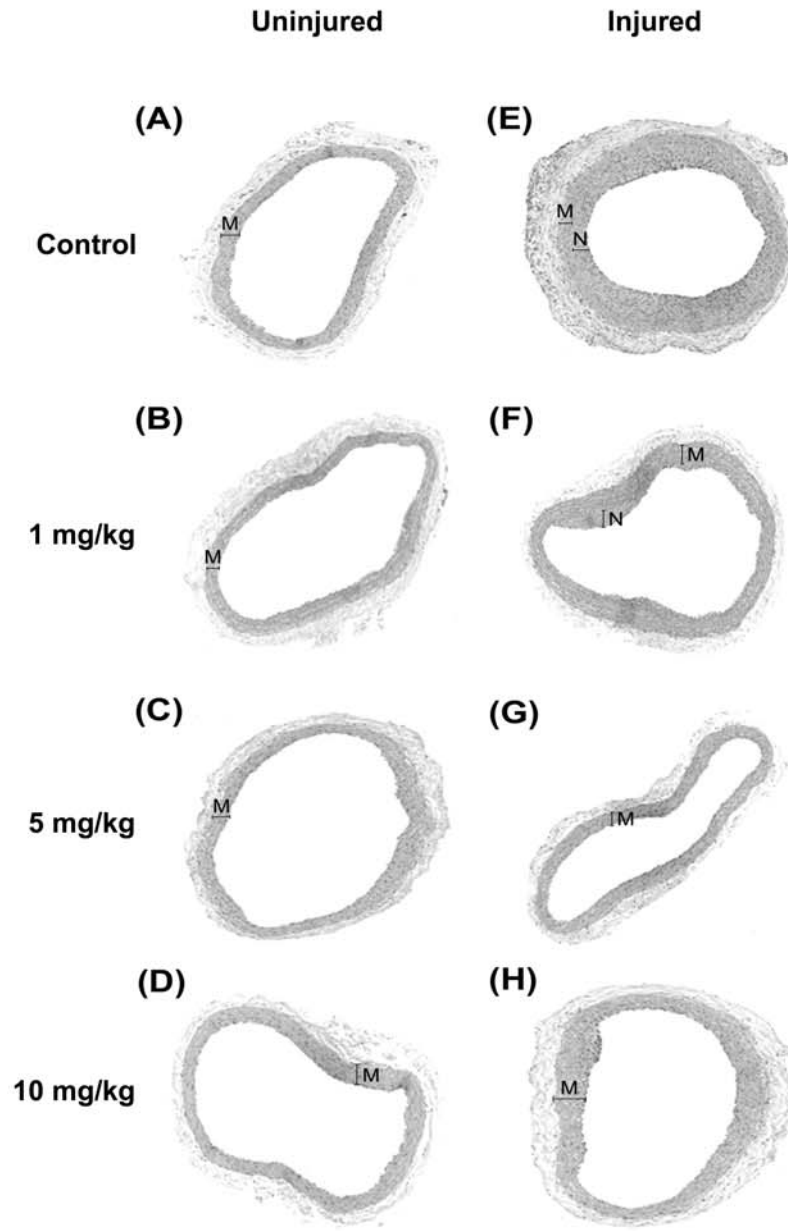 Uninjured Injured
(A) (E)
M
M
Control
N
(B) (F)
M
N
1 mg/kg
M
(C) (G)
M
5 mg/kg
M
(D) (H)
M
10 mg/kg
M